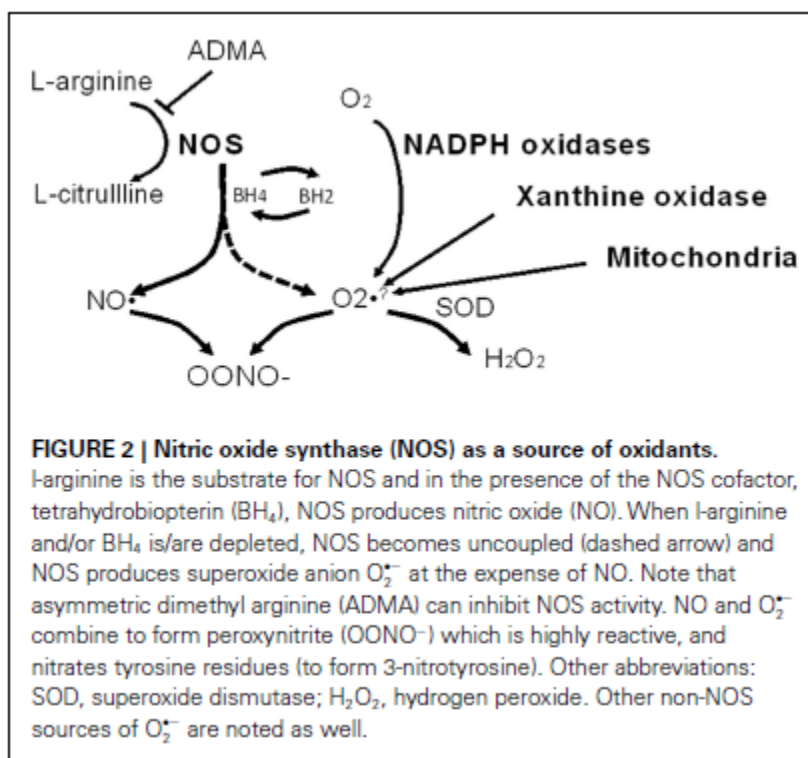 ADMA
L-arginine
O₂
NOS
NADPH oxidases
L-citrullline
BH4
BH2
Xanthine oxidase
Mitochondria
NO•
O2•?
SOD
OONO-
H₂O₂
FIGURE 2 | Nitric oxide synthase (NOS) as a source of oxidants.
l-arginine is the substrate for NOS and in the presence of the NOS cofactor,
tetrahydrobiopterin (BH₄), NOS produces nitric oxide (NO). When l-arginine
and/or BH₄ is/are depleted, NOS becomes uncoupled (dashed arrow) and
NOS produces superoxide anion O₂•⁻ at the expense of NO. Note that
asymmetric dimethyl arginine (ADMA) can inhibit NOS activity. NO and O₂•⁻
combine to form peroxynitrite (OONO⁻) which is highly reactive, and
nitrates tyrosine residues (to form 3-nitrotyrosine). Other abbreviations:
SOD, superoxide dismutase; H₂O₂, hydrogen peroxide. Other non-NOS
sources of O₂•⁻ are noted as well.